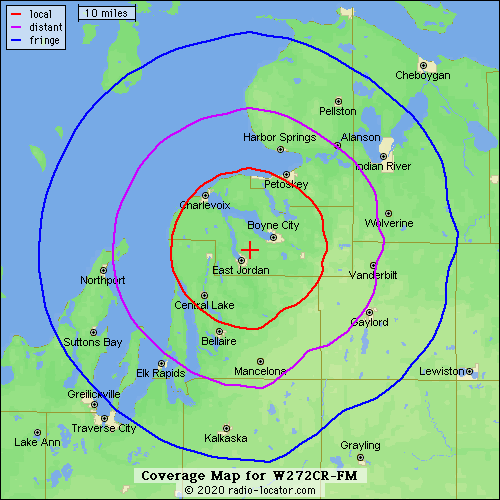 local
distant
fringe
10 miles
Cheboygan
Pellston
Harbor Springs
Alanson
Indian River
Petoskey
Charlevoix
Boyne City
Wolverine
East Jordan
Vanderbilt
Northport
Central Lake
Gaylord
Suttons Bay
Bellaire
Elk Rapids
Mancelona
Lewiston
Greilickville
Traverse City
Lake Ann
Kalkaska
Grayling
Coverage Map for W272CR-FM
© 2020 radio-locator.com